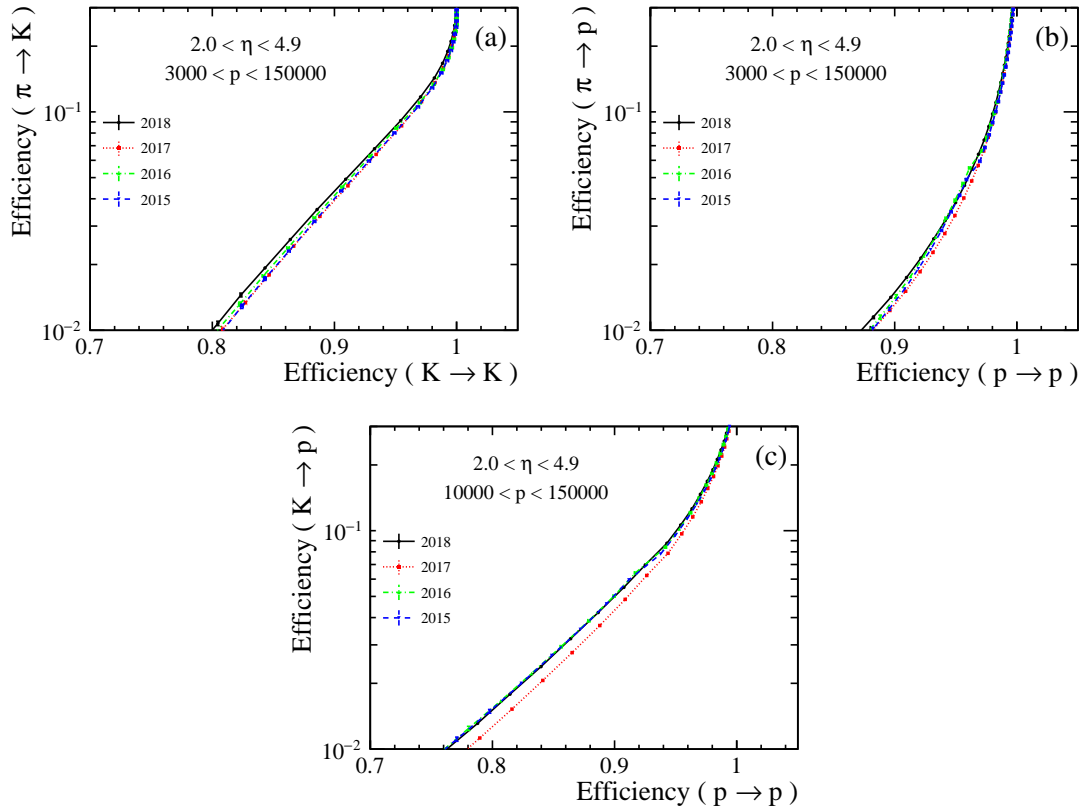 Efficiency ( π → K )
(a)
2.0 < η < 4.9
3000 < p < 150000
10⁻¹
2018
2017
2016
2015
10⁻²
0.7 0.8 0.9 1
Efficiency ( K → K )
Efficiency ( π → p )
(b)
2.0 < η < 4.9
3000 < p < 150000
10⁻¹
2018
2017
2016
2015
10⁻²
0.7 0.8 0.9 1
Efficiency ( p → p )
Efficiency ( K → p )
(c)
2.0 < η < 4.9
10000 < p < 150000
10⁻¹
2018
2017
2016
2015
10⁻²
0.7 0.8 0.9 1
Efficiency ( p → p )